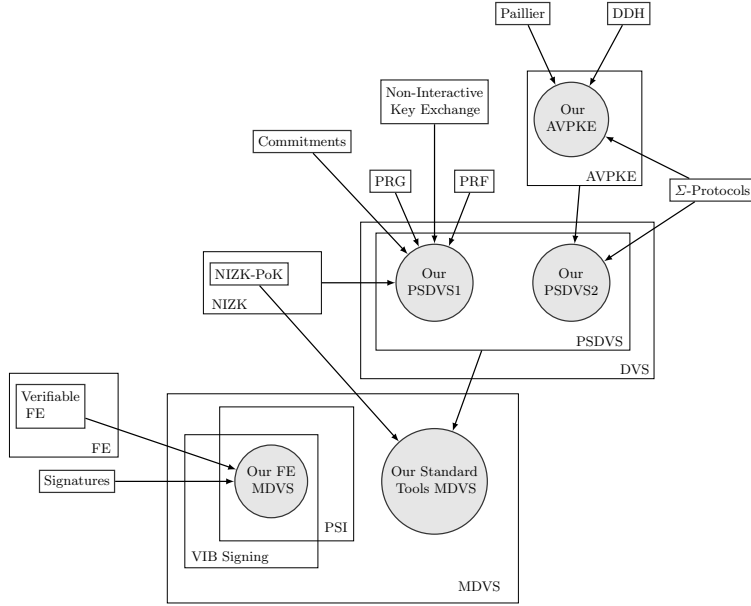 Paillier
DDH
Our
AVPKE
AVPKE
Non-Interactive
Key Exchange
Commitments
PRG
PRF
Σ-Protocols
NIZK-PoK
NIZK
Our
PSDVS1
Our
PSDVS2
PSDVS
DVS
Verifiable
FE
FE
Signatures
Our FE
MDVS
PSI
VIB Signing
Our Standard
Tools MDVS
MDVS